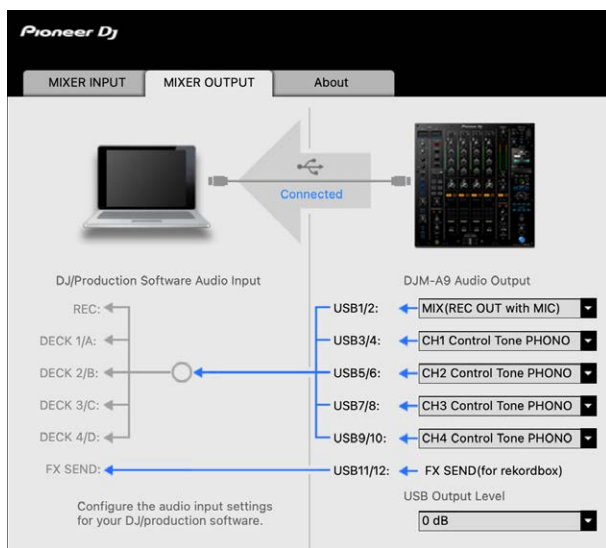 Pioneer Dj
MIXER INPUT
MIXER OUTPUT
About
Connected
DJ/Production Software Audio Input
DJM-A9 Audio Output
REC:
USB1/2:
MIX(REC OUT with MIC)
DECK 1/A:
USB3/4:
CH1 Control Tone PHONO
DECK 2/B:
USB5/6:
CH2 Control Tone PHONO
DECK 3/C:
USB7/8:
CH3 Control Tone PHONO
DECK 4/D:
USB9/10:
CH4 Control Tone PHONO
FX SEND:
USB11/12:
FX SEND(for rekordbox)
Configure the audio input settings
for your DJ/production software.
USB Output Level
0 dB